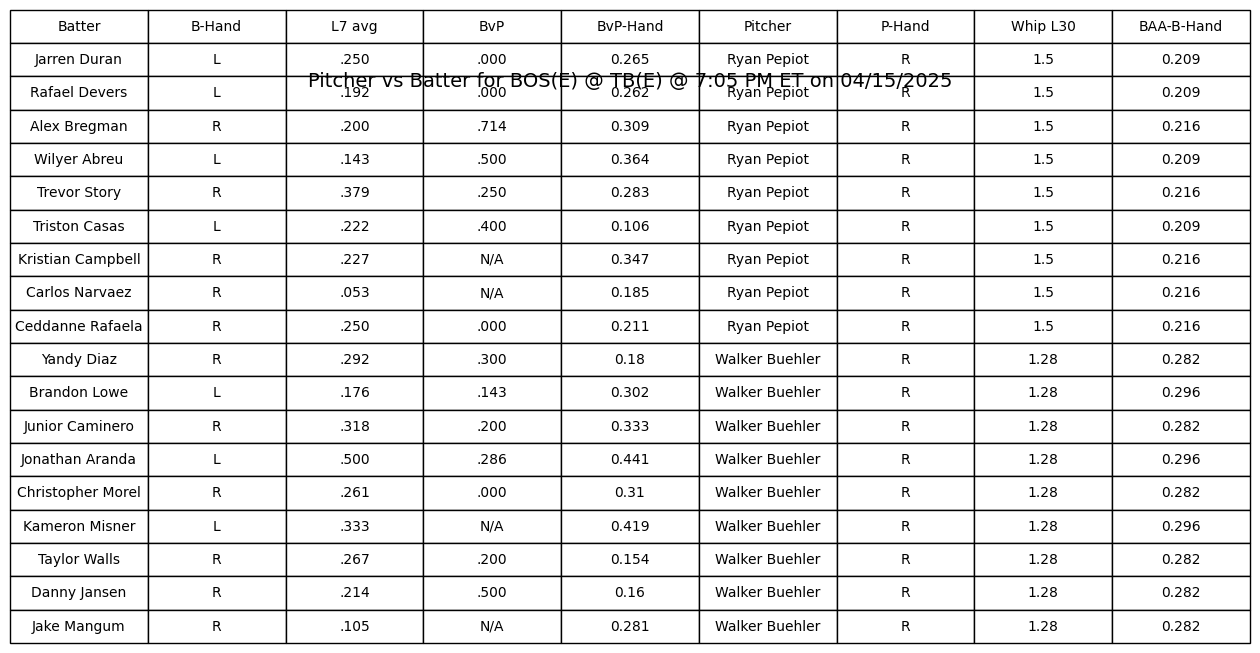 Batter B-Hand L7 avg BvP BvP-Hand Pitcher P-Hand Whip L30 BAA-B-Hand
Jarren Duran L .250 .000 0.265 Ryan Pepiot R 1.5 0.209
Pitcher vs Batter for BOS(E) @ TB(E) @ 7:05 PM ET on 04/15/2025
Rafael Devers L .192 .000 0.262 Ryan Pepiot R 1.5 0.209
Alex Bregman R .200 .714 0.309 Ryan Pepiot R 1.5 0.216
Wilyer Abreu L .143 .500 0.364 Ryan Pepiot R 1.5 0.209
Trevor Story R .379 .250 0.283 Ryan Pepiot R 1.5 0.216
Triston Casas L .222 .400 0.106 Ryan Pepiot R 1.5 0.209
Kristian Campbell R .227 N/A 0.347 Ryan Pepiot R 1.5 0.216
Carlos Narvaez R .053 N/A 0.185 Ryan Pepiot R 1.5 0.216
Ceddanne Rafaela R .250 .000 0.211 Ryan Pepiot R 1.5 0.216
Yandy Diaz R .292 .300 0.18 Walker Buehler R 1.28 0.282
Brandon Lowe L .176 .143 0.302 Walker Buehler R 1.28 0.296
Junior Caminero R .318 .200 0.333 Walker Buehler R 1.28 0.282
Jonathan Aranda L .500 .286 0.441 Walker Buehler R 1.28 0.296
Christopher Morel R .261 .000 0.31 Walker Buehler R 1.28 0.282
Kameron Misner L .333 N/A 0.419 Walker Buehler R 1.28 0.296
Taylor Walls R .267 .200 0.154 Walker Buehler R 1.28 0.282
Danny Jansen R .214 .500 0.16 Walker Buehler R 1.28 0.282
Jake Mangum R .105 N/A 0.281 Walker Buehler R 1.28 0.282